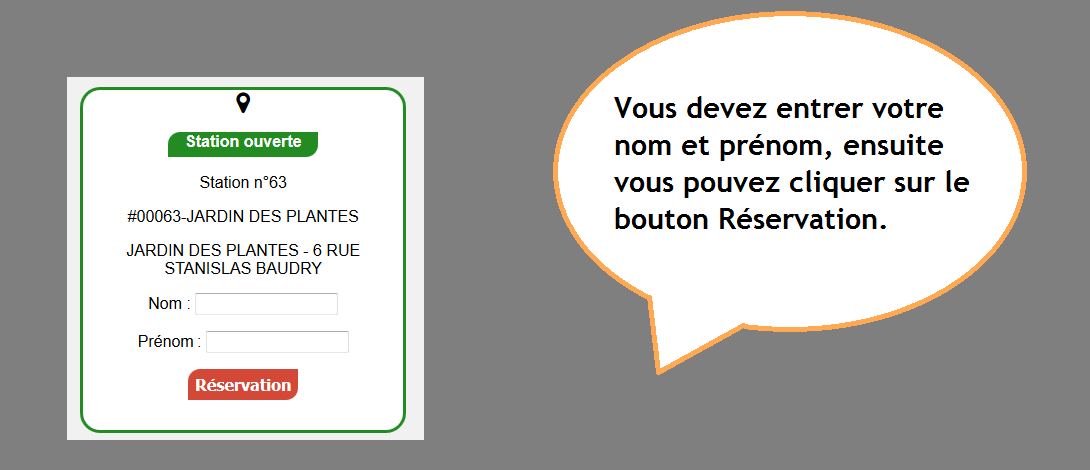 Station ouverte
Station n°63
#00063-JARDIN DES PLANTES
JARDIN DES PLANTES - 6 RUE
STANISLAS BAUDRY
Nom :
Prénom :
Réservation
Vous devez entrer votre
nom et prénom, ensuite
vous pouvez cliquer sur le
bouton Réservation.